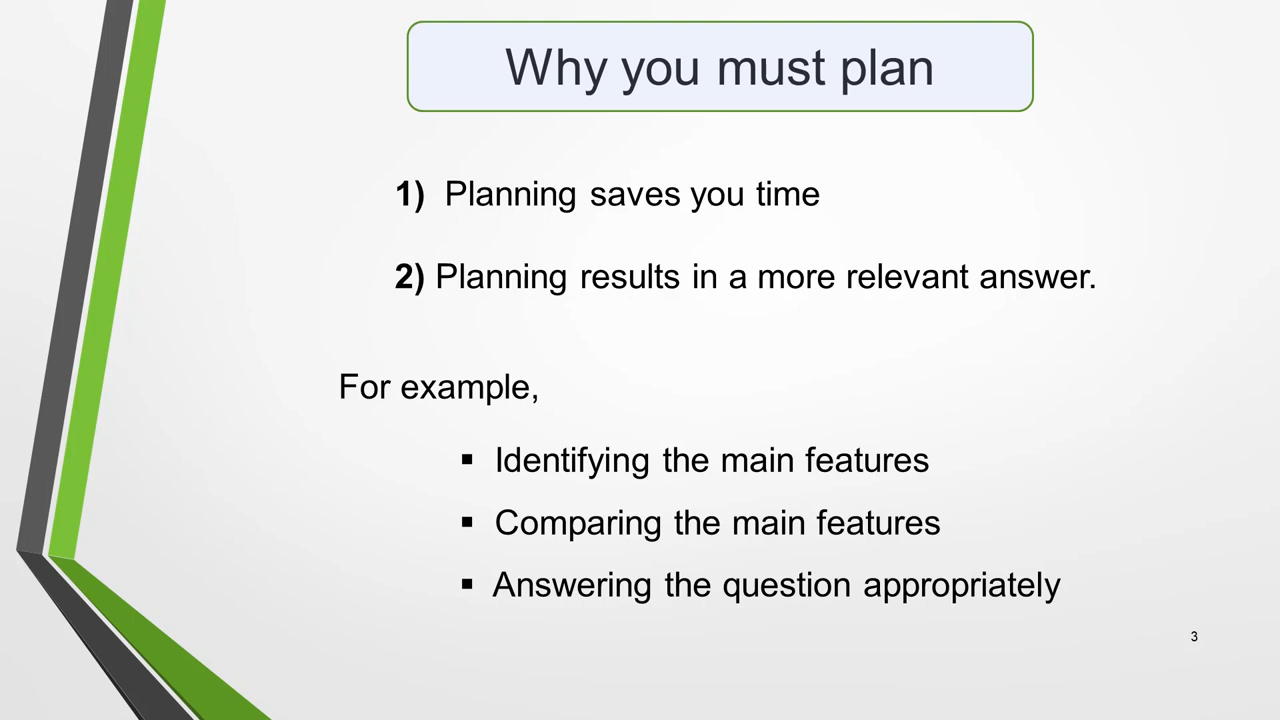 Why you must plan
1) Planning saves you time
2) Planning results in a more relevant answer.
For example,
▪ Identifying the main features
▪ Comparing the main features
▪ Answering the question appropriately
3